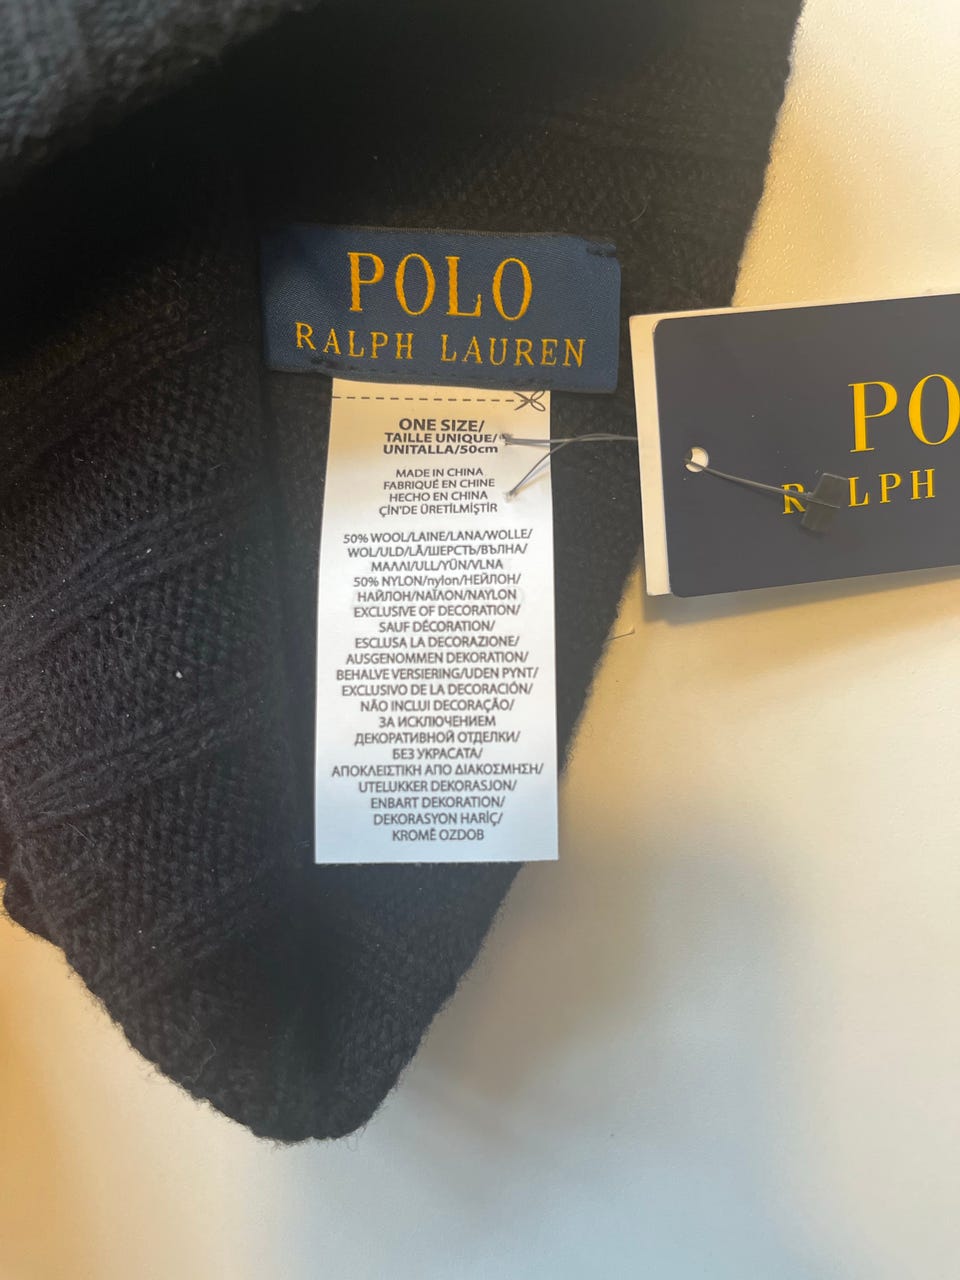 POLO
RALPH LAUREN
ONE SIZE/
TAILLE UNIQUE/
UNITALLA/50cm
MADE IN CHINA
FABRIQUÉ EN CHINE
HECHO EN CHINA
ÇİN'DE ÜRETİLMİŞTİR
50% WOOL/LAINE/LANA/WOLLE/
WOL/ULD/LÃ/ШЕРСТЬ/ВЪЛНА/
ΜΑΛΛΙ/ULL/YÜN/VLNA
50% NYLON/nylon/НЕЙЛОН/
НАЙЛОН/ΝΑΪΛΟΝ/NAYLON
EXCLUSIVE OF DECORATION/
SAUF DÉCORATION/
ESCLUSA LA DECORAZIONE/
AUSGENOMMEN DEKORATION/
BEHALVE VERSIERING/UDEN PYNT/
EXCLUSIVO DE LA DECORACIÓN/
NÃO INCLUI DECORAÇÃO/
ЗА ИСКЛЮЧЕНИЕМ
ДЕКОРАТИВНОЙ ОТДЕЛКИ/
БЕЗ УКРАСАТА/
ΑΠΟΚΛΕΙΣΤΙΚΗ ΑΠΟ ΔΙΑΚΟΣΜΗΣΗ/
UTELUKKER DEKORASJON/
ENBART DEKORATION/
DEKORASYON HARİÇ/
KROMĚ OZDOB
PO
R LPH